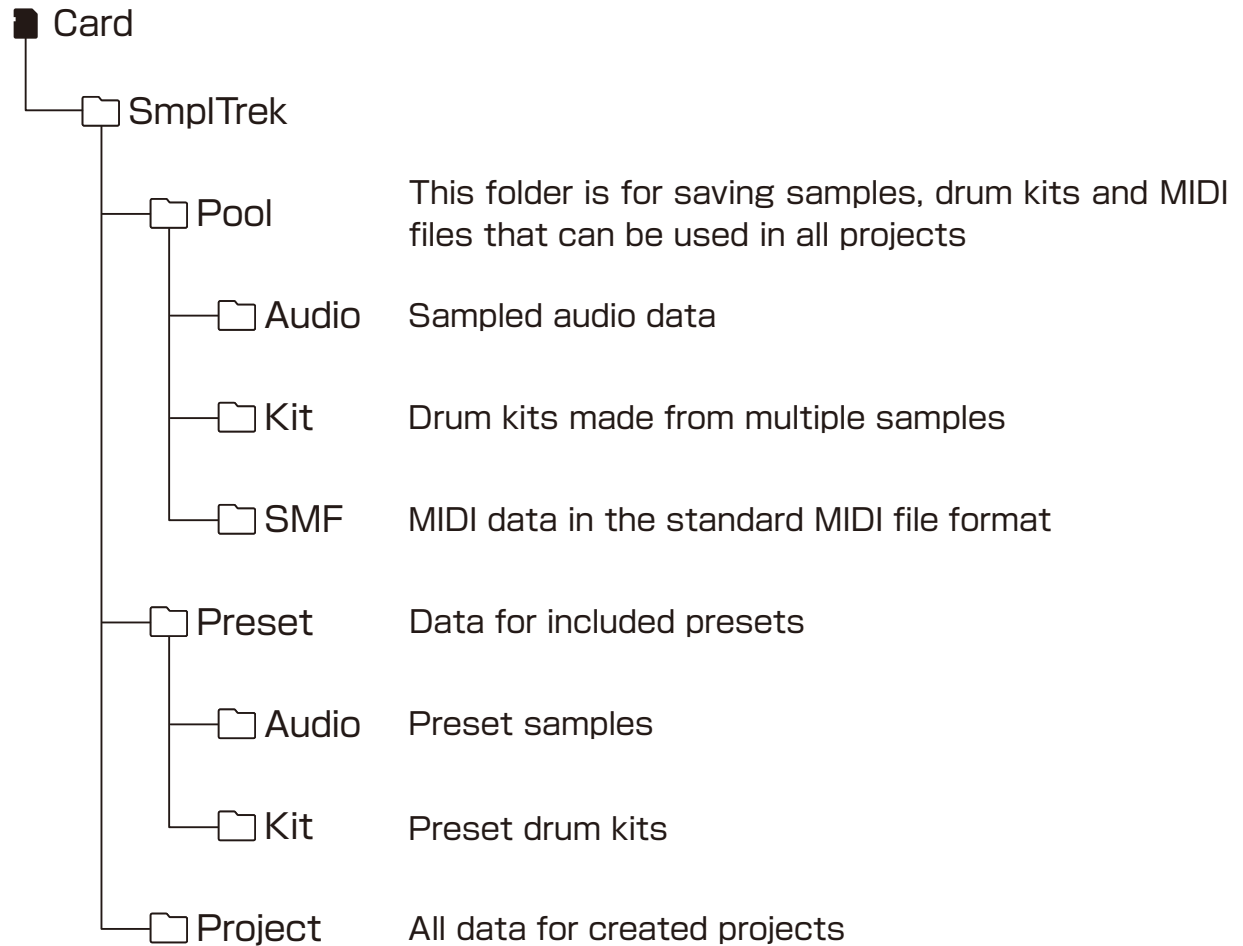 Card
SmplTrek
Pool
This folder is for saving samples, drum kits and MIDI
files that can be used in all projects
Audio Sampled audio data
Kit Drum kits made from multiple samples
SMF MIDI data in the standard MIDI file format
Preset Data for included presets
Audio Preset samples
Kit Preset drum kits
Project All data for created projects